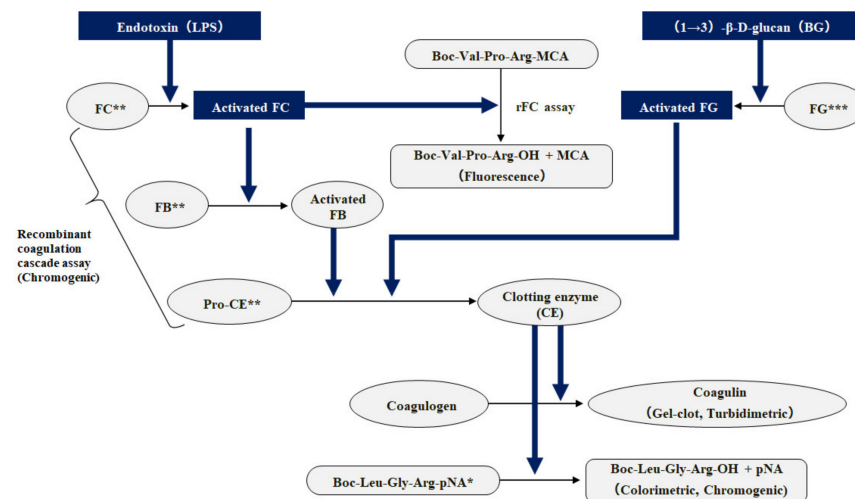 Endotoxin（LPS）
（1→3）-β-D-glucan（BG）
Boc-Val-Pro-Arg-MCA
FC**
Activated FC
rFC assay
Activated FG
FG***
Boc-Val-Pro-Arg-OH + MCA
（Fluorescence）
FB**
Activated
FB
Recombinant
coagulation
cascade assay
(Chromogenic)
Pro-CE**
Clotting enzyme
(CE)
Coagulogen
Coagulin
（Gel-clot, Turbidimetric）
Boc-Leu-Gly-Arg-pNA*
Boc-Leu-Gly-Arg-OH + pNA
（Colorimetric, Chromogenic）